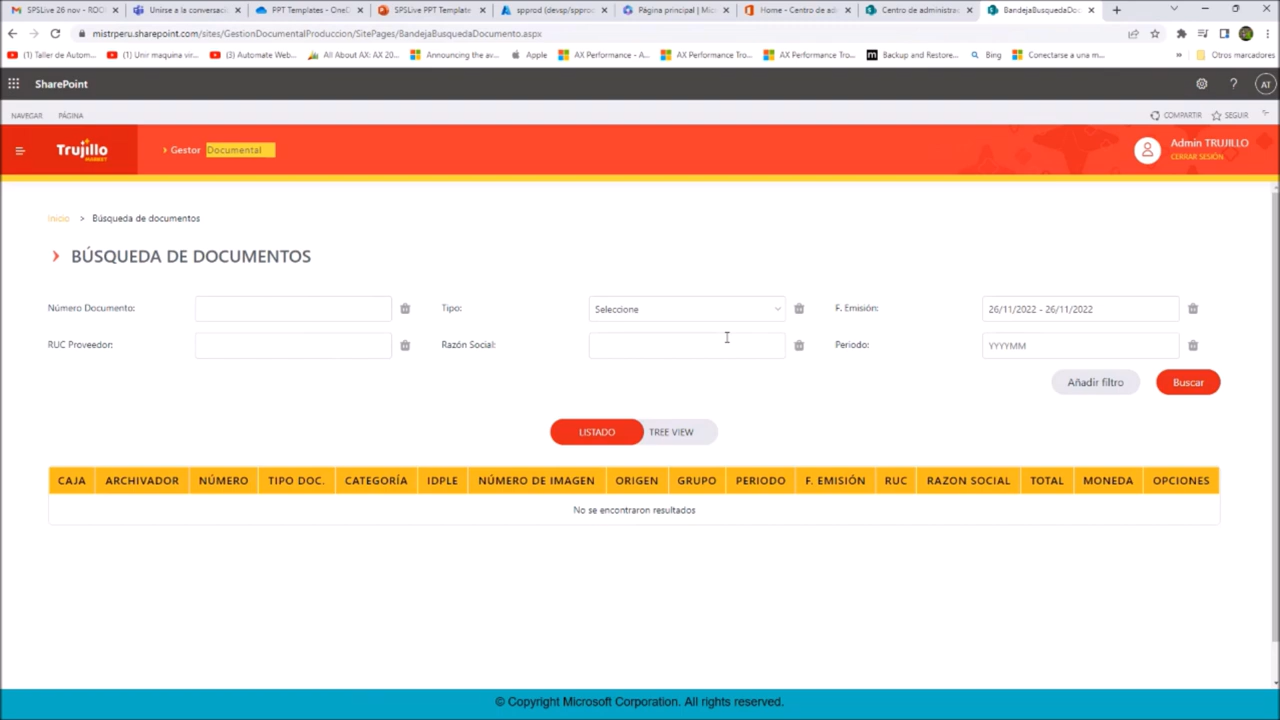 SPSLive 26 nov - ROO
Unirse a la conversaci
PPT Templates - OneD
SPSLive PPT Template
spprod (devsp/spproc
Página principal | Mic
Home - Centro de adi
Centro de administra
BandejaBusquedaDoc
mistrperu.sharepoint.com/sites/GestionDocumentalProduccion/SitePages/BandejaBusquedaDocumento.aspx
(1) Taller de Autom...
(1) Unir maquina vir...
(3) Automate Web...
All About AX: AX 20...
Announcing the av...
Apple
AX Performance - A...
AX Performance Tro...
AX Performance Tro...
Backup and Restore...
Bing
Conectarse a una m...
»
Otros marcadores
SharePoint
?
AT
NAVEGAR
PÁGINA
COMPARTIR
SEGUIR
Trujillo
MARKET
Gestor Documental
Admin TRUJILLO
CERRAR SESIÓN
Inicio > Búsqueda de documentos
BÚSQUEDA DE DOCUMENTOS
Número Documento:
Tipo:
Seleccione
F. Emisión:
26/11/2022 - 26/11/2022
RUC Proveedor:
Razón Social:
Periodo:
YYYYMM
Añadir filtro
Buscar
LISTADO
TREE VIEW
CAJA
ARCHIVADOR
NÚMERO
TIPO DOC.
CATEGORÍA
IDPLE
NÚMERO DE IMAGEN
ORIGEN
GRUPO
PERIODO
F. EMISIÓN
RUC
RAZON SOCIAL
TOTAL
MONEDA
OPCIONES
No se encontraron resultados
© Copyright Microsoft Corporation. All rights reserved.